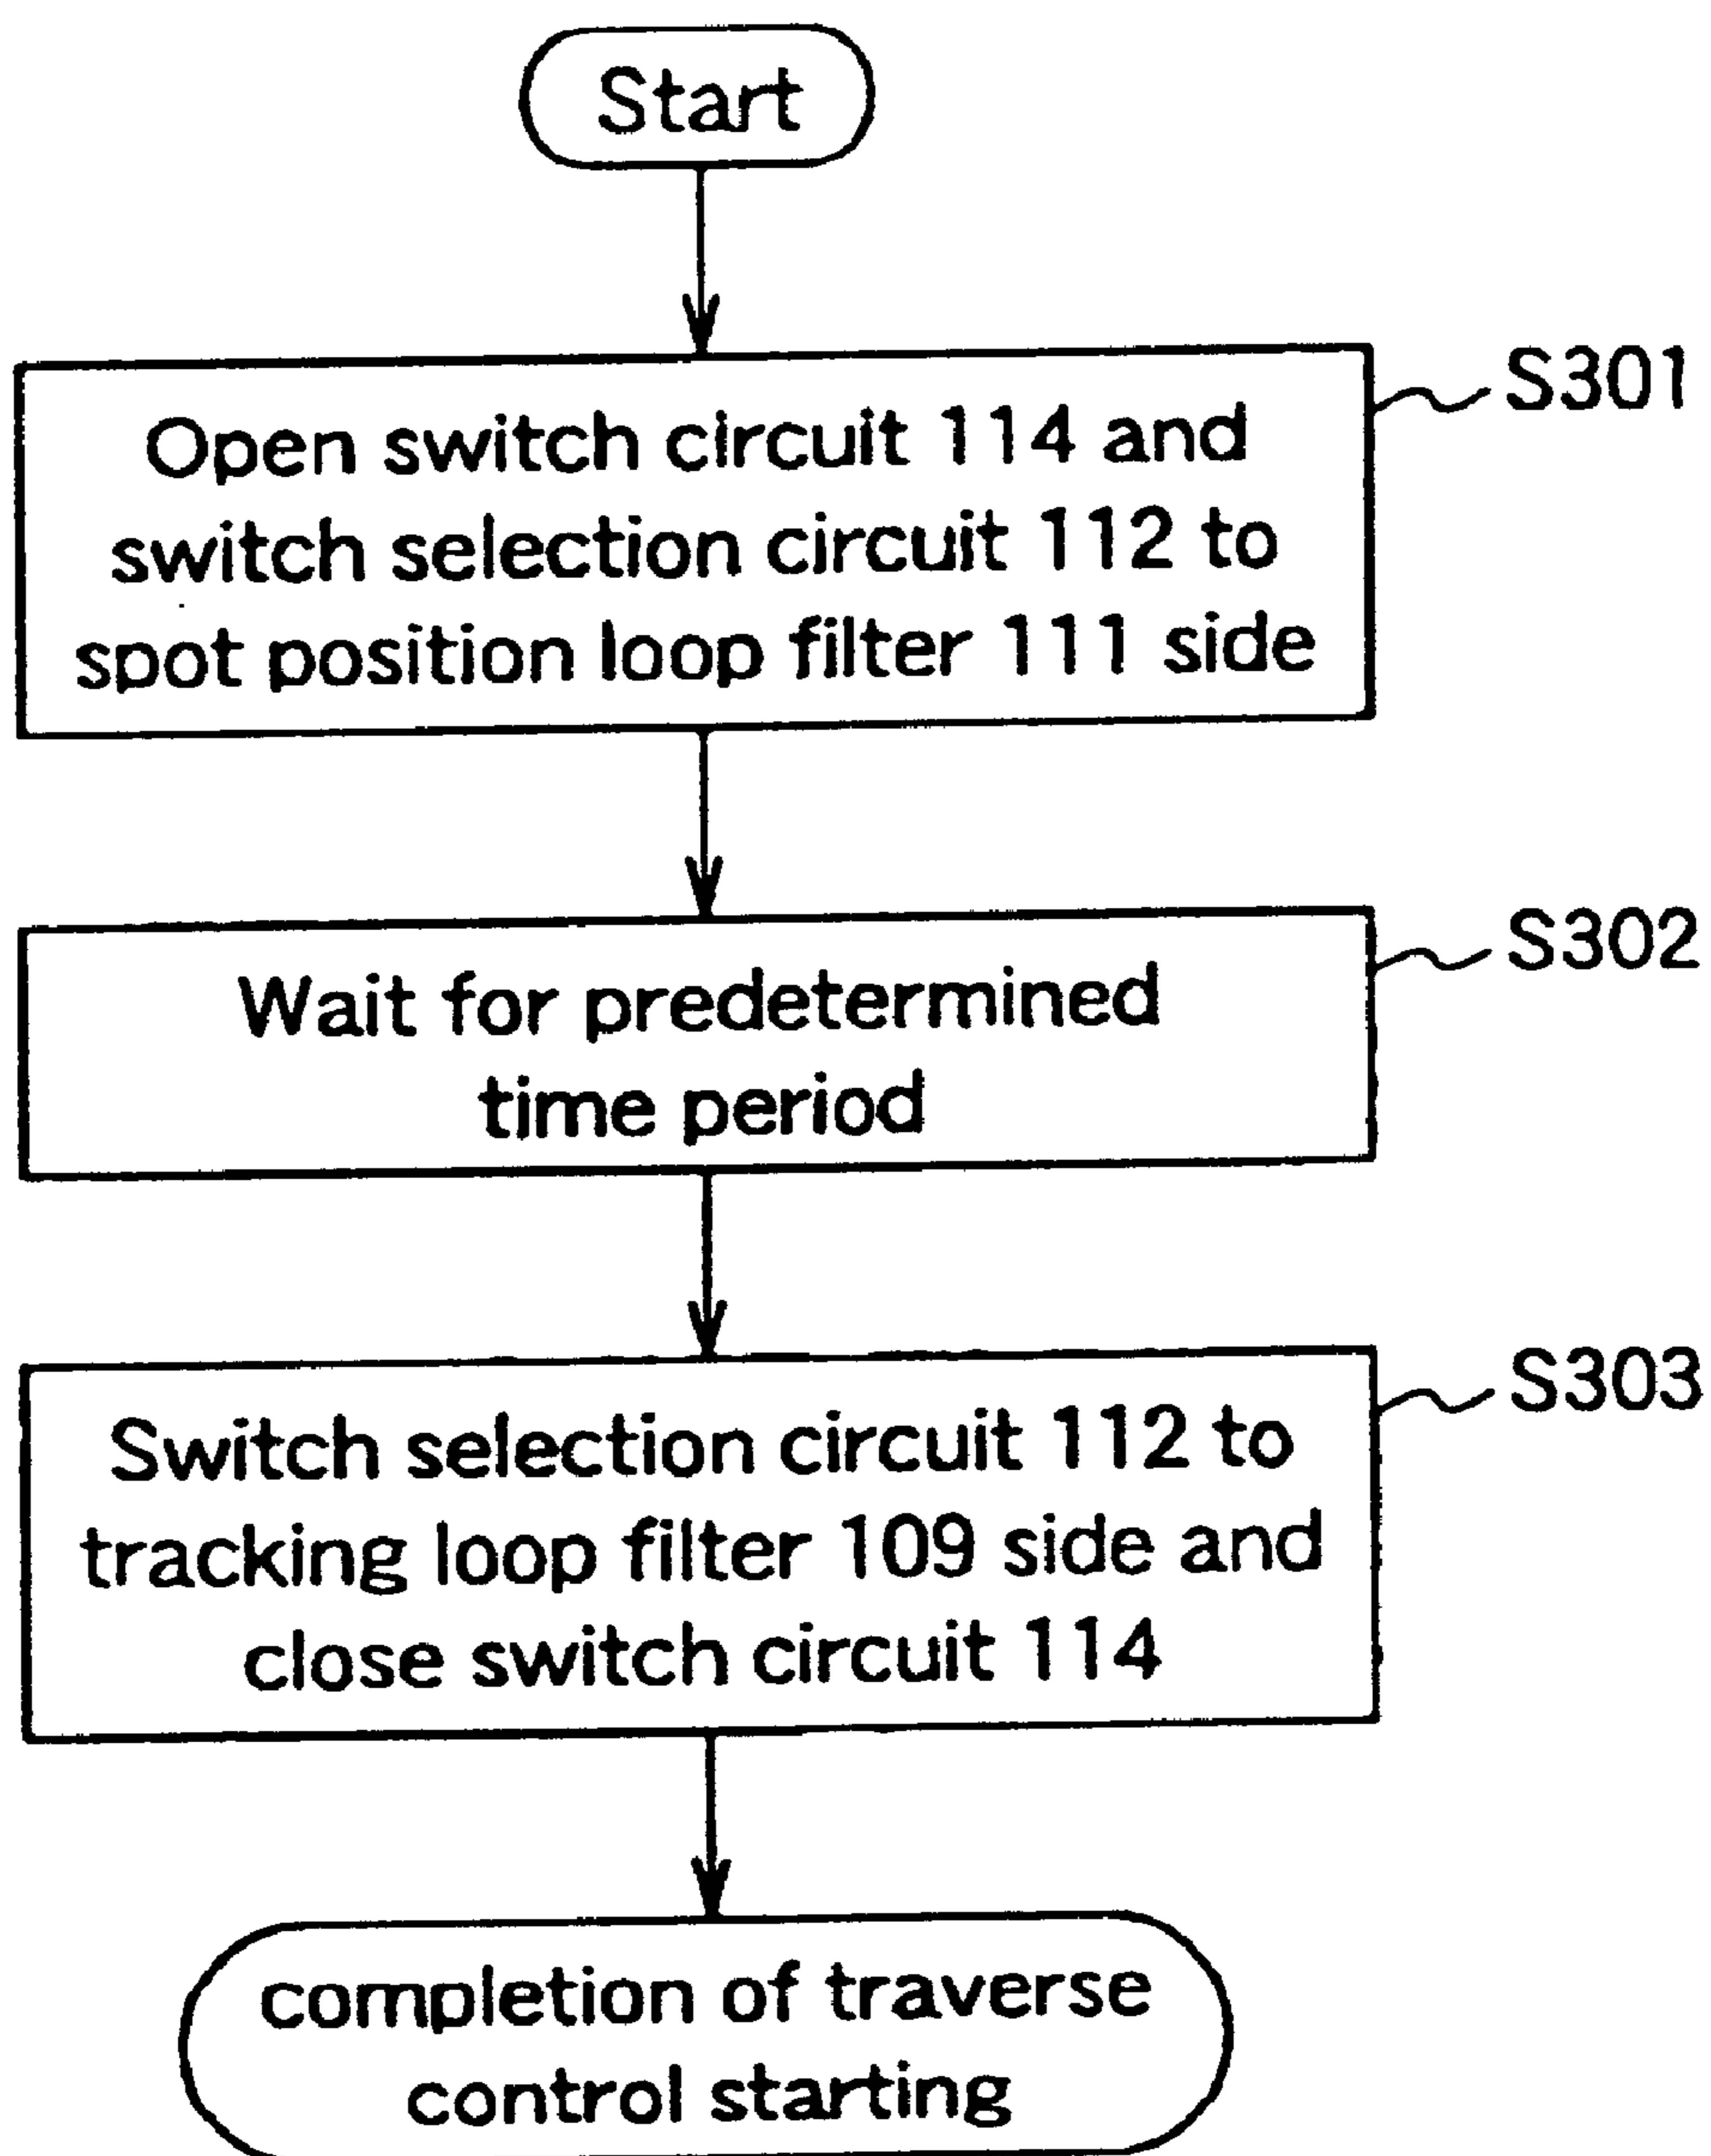 Start
S301
Open switch circuit 114 and
switch selection circuit 112 to
spot position loop filter 111 side
S302
Wait for predetermined
time period
S303
Switch selection circuit 112 to
tracking loop filter 109 side and
close switch circuit 114
completion of traverse
control starting